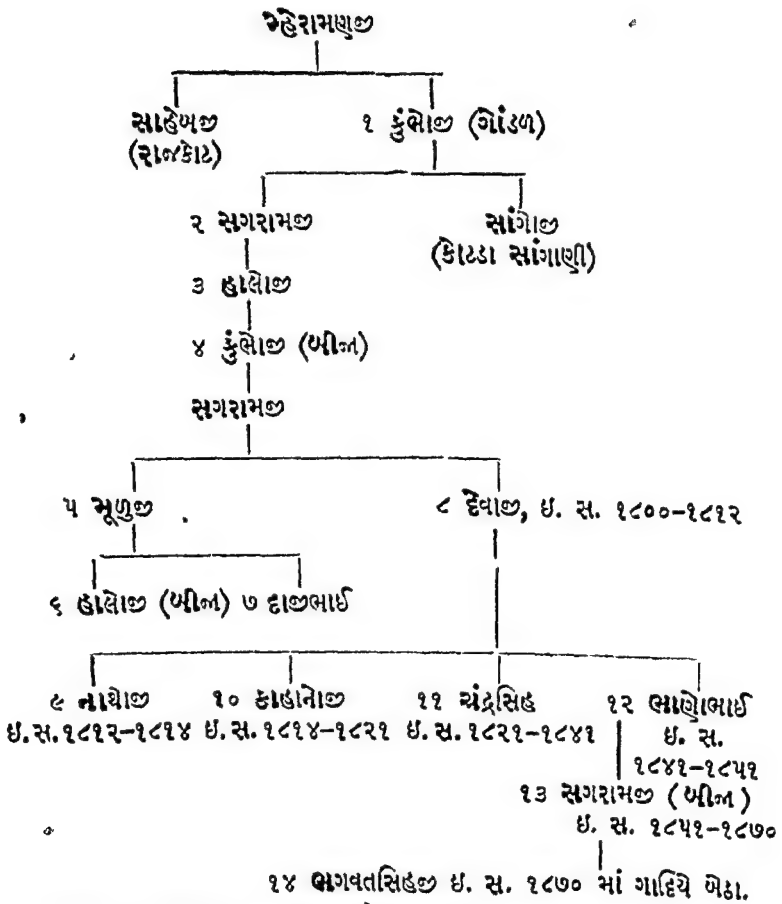 મ્હેરામણજી
સાહેબજી ૧ કુંભોજી (ગોંડળ)
(રાજકોટ)
૨ સગરામજી સાંગોજી
(કોટડા સાંગાણી)
૩ હાલોજી
૪ કુંભોજી (બીજા)
સગરામજી
૫ મૂળુજી ૮ દેવાજી, ઇ. સ. ૧૮૦૦-૧૮૧૨
૬ હાલોજી (બીજા) ૭ દાજીભાઈ
૯ નાથોજી ૧૦ કાહાનોજી ૧૧ ચંદ્રસિહ ૧૨ ભાણોભાઈ
ઇ.સ.૧૮૧૨-૧૮૧૪ ઇ.સ.૧૮૧૪-૧૮૨૧ ઇ.સ.૧૮૨૧-૧૮૪૧ ઇ. સ.
૧૮૪૧-૧૮૫૧
૧૩ સગરામજી (બીજા)
ઇ. સ. ૧૮૫૧-૧૮૭૦
૧૪ ભગવતસિહજી ઇ. સ. ૧૮૭૦ માં ગાદિયે બેઠા.